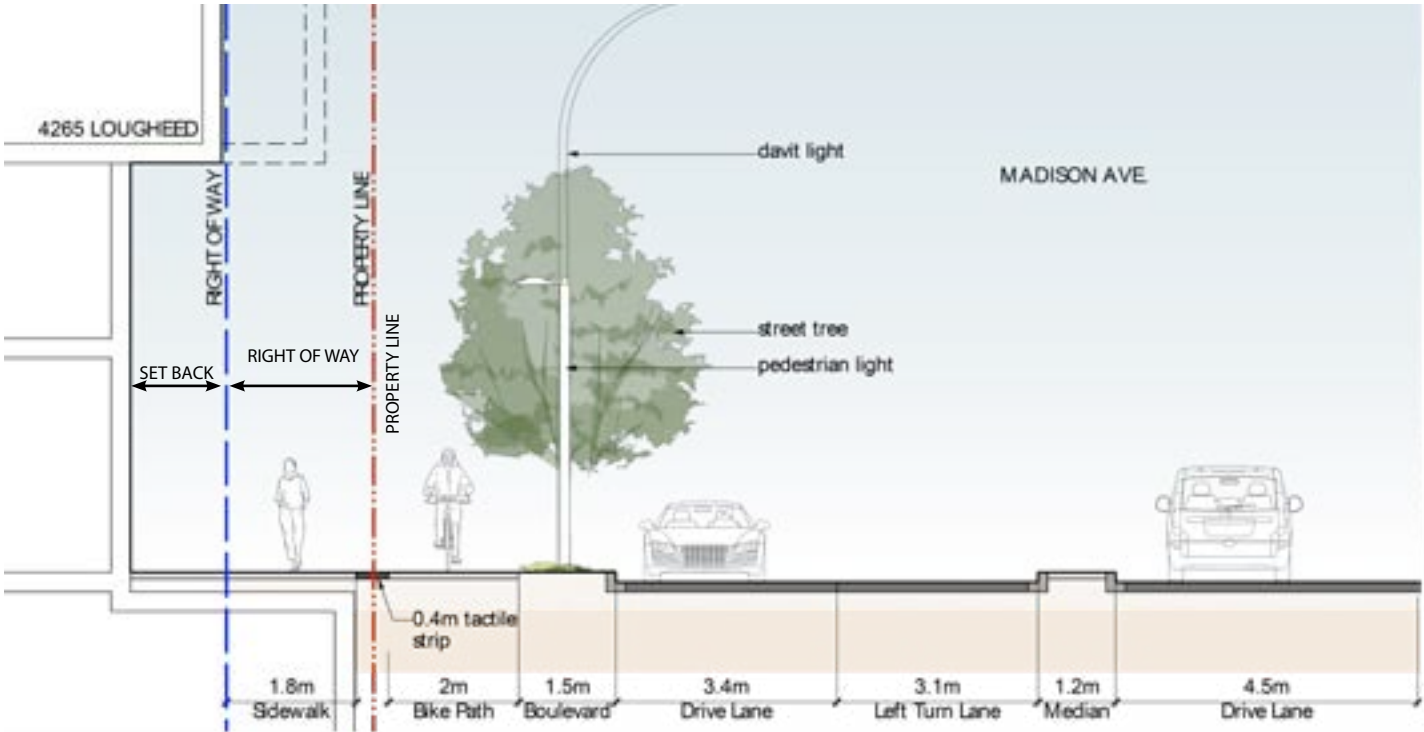 4265 LOUGHEED
davit light
MADISON AVE.
RIGHT OF WAY
PROPERTY LINE
PROPERTY LINE
street tree
RIGHT OF WAY
SET BACK
pedestrian light
0.4m tactile
strip
1.8m
Sidewalk
2m
Bike Path
1.5m
Boulevard
3.4m
Drive Lane
3.1m
Left Turn Lane
1.2m
Median
4.5m
Drive Lane